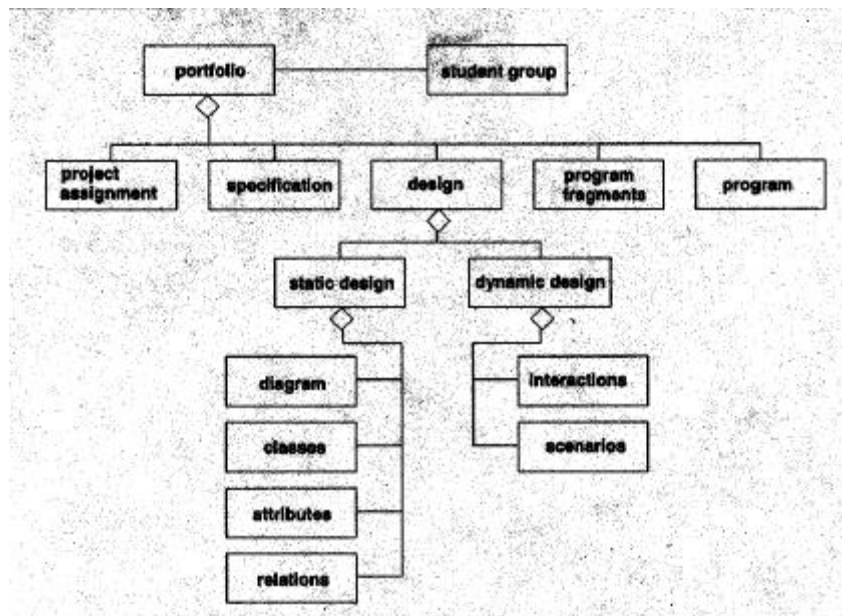 portfolio
student group
project
assignment
specification
design
program
fragments
program
static design
dynamic design
diagram
interactions
classes
scenarios
attributes
relations